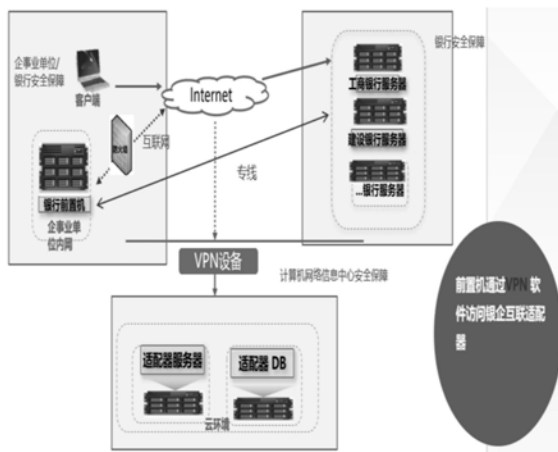 企事业单位/
银行安全保障
客户端
Internet
防火墙
互联网
银行前置机
企事业单
位内网
专线
银行安全保障
工商银行服务器
建设银行服务器
...银行服务器
VPN设备
计算机网络信息中心安全保障
适配器服务器
适配器 DB
云环境
前置机通过VPN 软
件访问银企互联适配
器